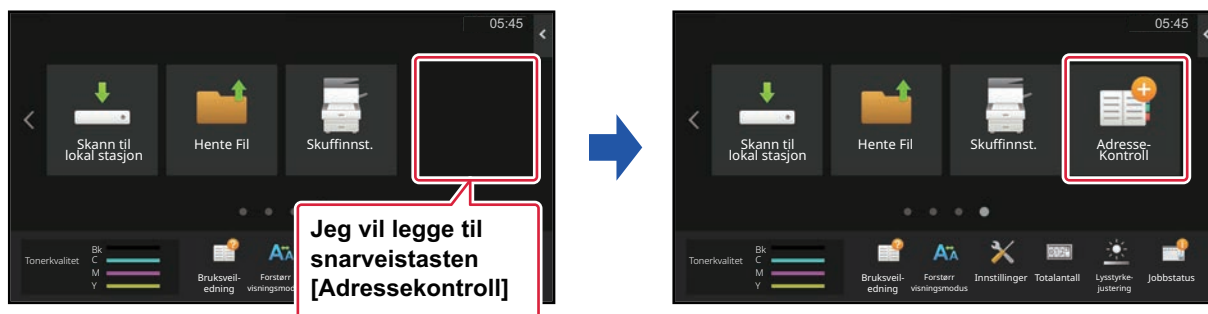 05:45
Skann til
lokal stasjon
Hente Fil
Skuffinnst.
Tonerkvalitet
Bk
C
M
Y
Bruksveil-
edning
Forstørr
Jeg vil legge til
snarveistasten
[Adressekontroll]
05:45
Skann til
lokal stasjon
Hente Fil
Skuffinnst.
Adresse-
Kontroll
Tonerkvalitet
Bk
C
M
Y
Bruksveil-
edning
Forstørr
visningsmodus
Innstillinger
Totalantall
Lysstyrke-
justering
Jobbstatus